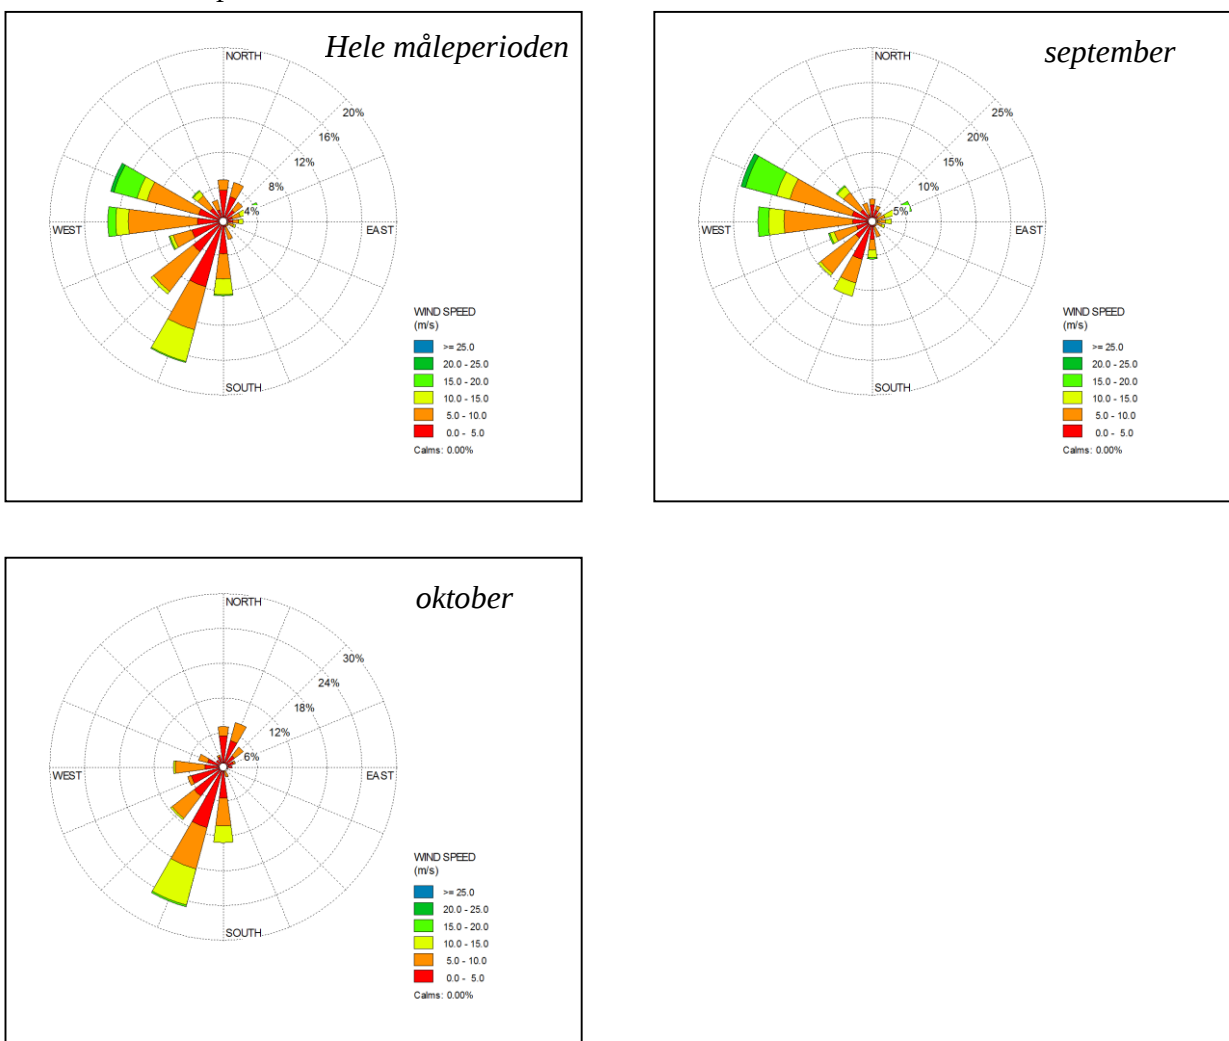 Hele måleperioden
NORTH
20%
16%
12%
8%
4%
WEST
EAST
SOUTH
WIND SPEED
(m/s)
>= 25.0
20.0 - 25.0
15.0 - 20.0
10.0 - 15.0
5.0 - 10.0
0.0 - 5.0
Calms: 0.00%
september
NORTH
25%
20%
15%
10%
5%
WEST
EAST
SOUTH
WIND SPEED
(m/s)
>= 25.0
20.0 - 25.0
15.0 - 20.0
10.0 - 15.0
5.0 - 10.0
0.0 - 5.0
Calms: 0.00%
oktober
NORTH
30%
24%
18%
12%
6%
WEST
EAST
SOUTH
WIND SPEED
(m/s)
>= 25.0
20.0 - 25.0
15.0 - 20.0
10.0 - 15.0
5.0 - 10.0
0.0 - 5.0
Calms: 0.00%